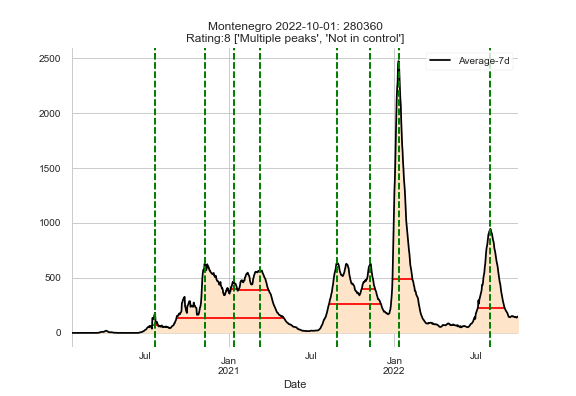 Montenegro 2022-10-01: 280360
Rating:8 ['Multiple peaks', 'Not in control']
Average-7d
2500
2000
1500
1000
500
0
Jul
Jan
2021
Jul
Jan
2022
Jul
Date